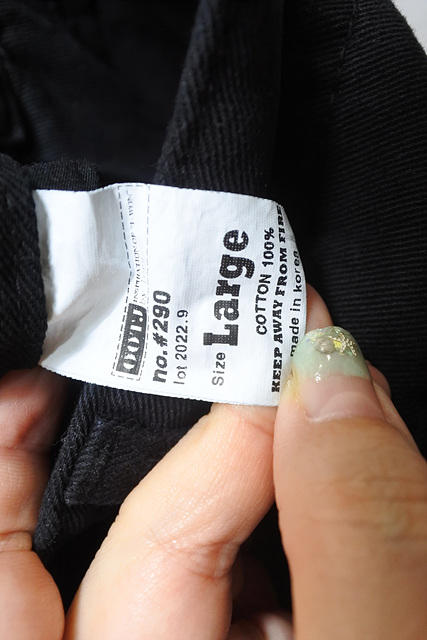 no.#290
lot 2022.9
Size Large
COTTON 100%
KEEP AWAY FROM FIRE
made in korea